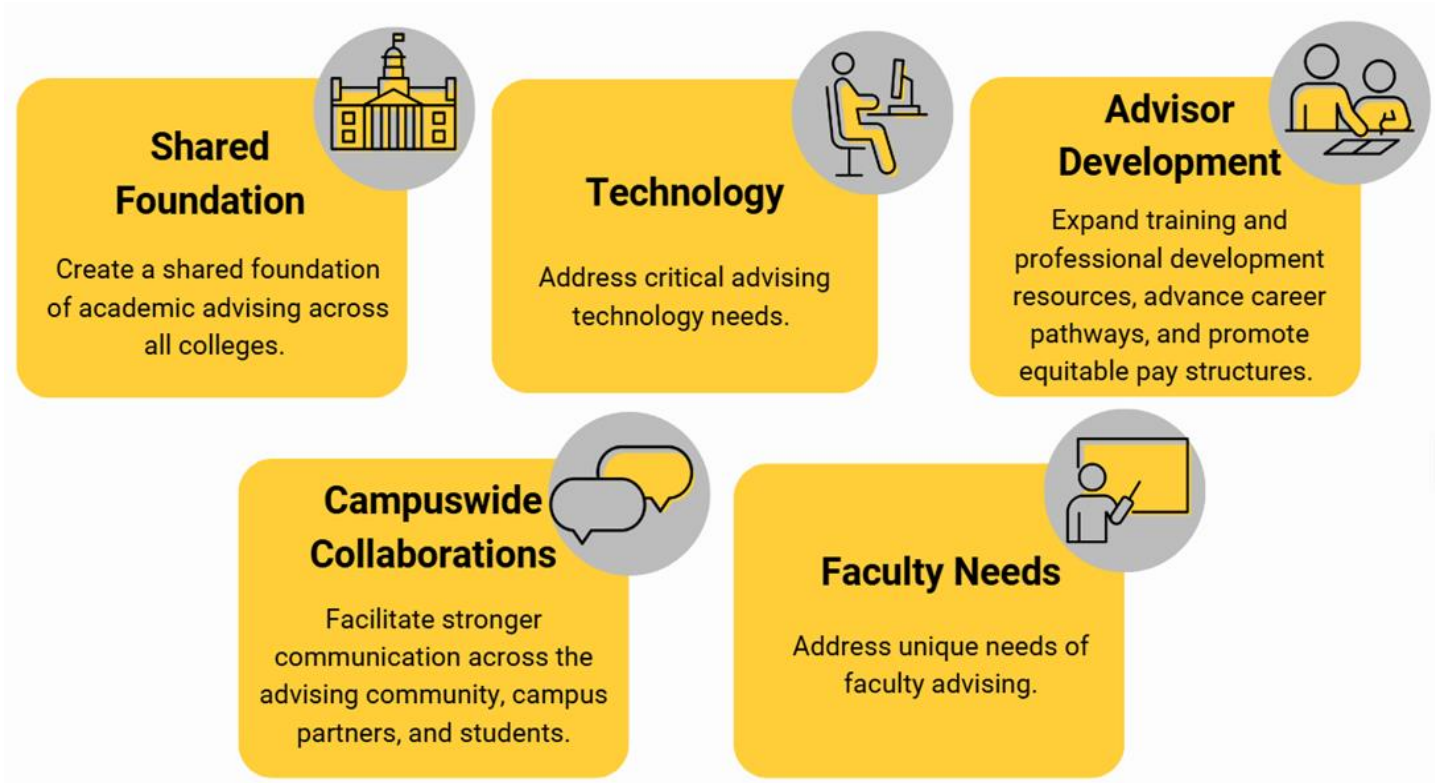 Shared
Foundation
Create a shared foundation
of academic advising across
all colleges.
Technology
Address critical advising
technology needs.
Advisor
Development
Expand training and
professional development
resources, advance career
pathways, and promote
equitable pay structures.
Campuswide
Collaborations
Facilitate stronger
communication across the
advising community, campus
partners, and students.
Faculty Needs
Address unique needs of
faculty advising.